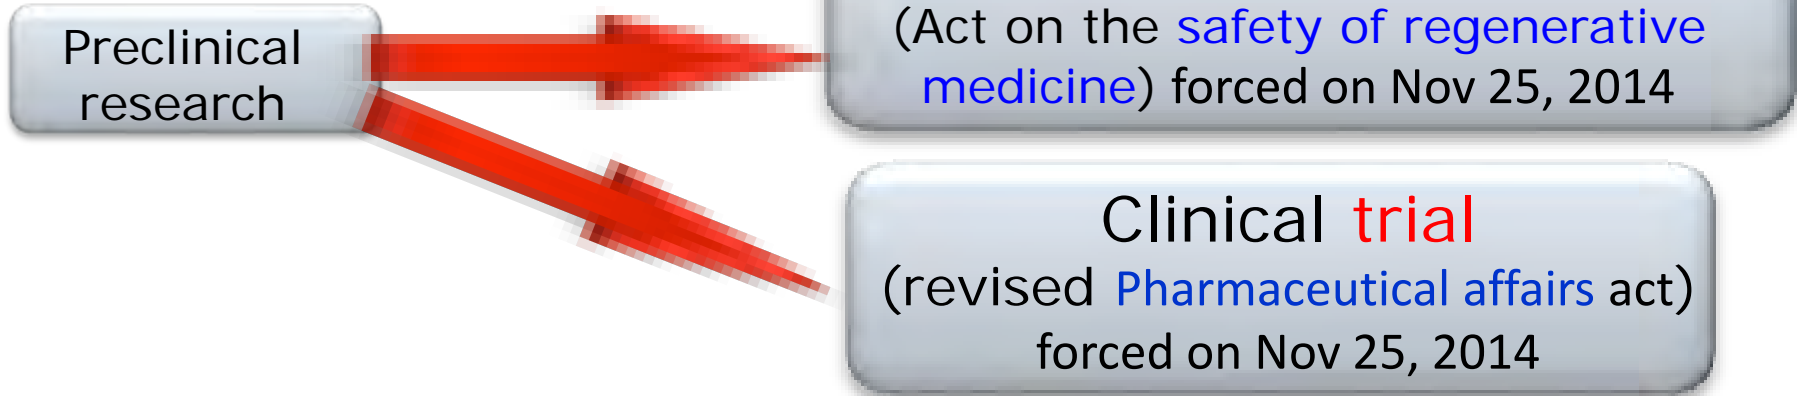 Preclinical
research
(Act on the safety of regenerative
medicine) forced on Nov 25, 2014
Clinical trial
(revised Pharmaceutical affairs act)
forced on Nov 25, 2014